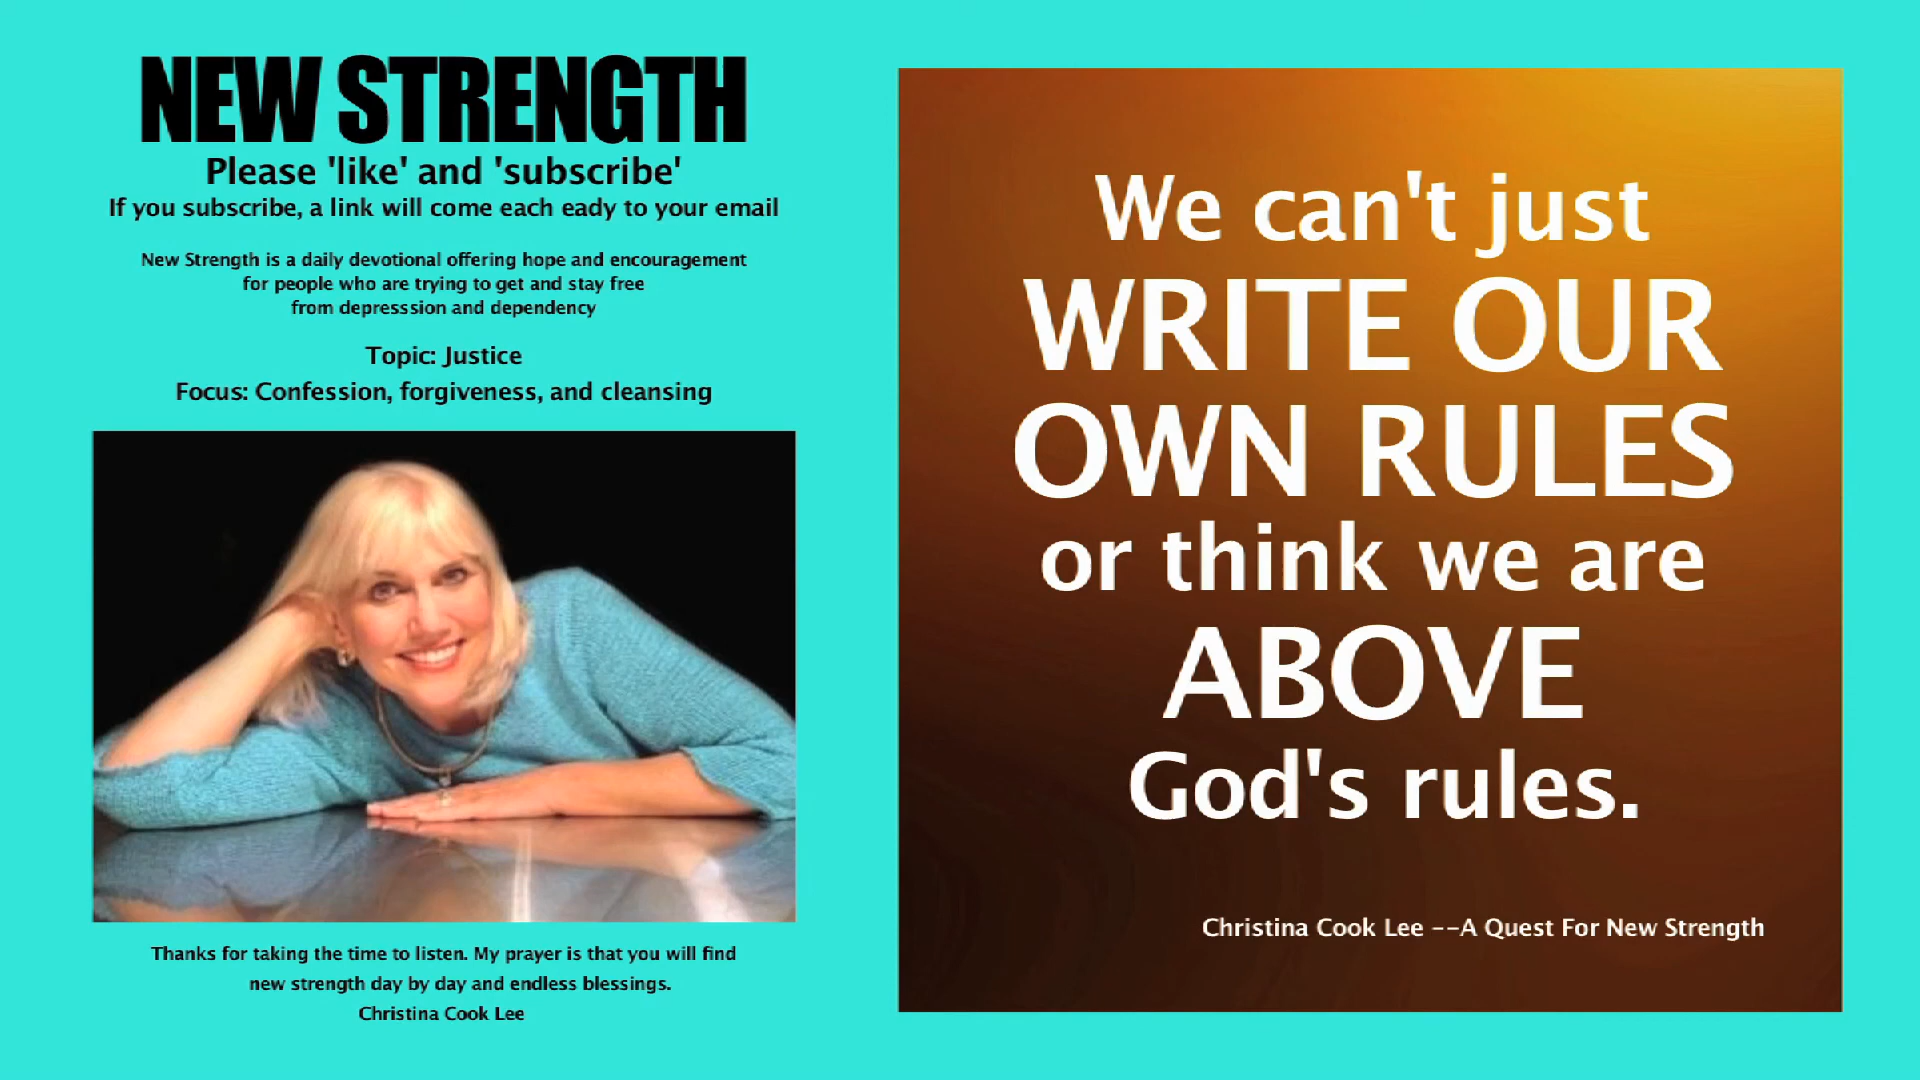 NEW STRENGTH
Please 'like' and 'subscribe'
If you subscribe, a link will come each eady to your email
New Strength is a daily devotional offering hope and encouragement
for people who are trying to get and stay free
from depresssion and dependency
Topic: Justice
Focus: Confession, forgiveness, and cleansing
Thanks for taking the time to listen. My prayer is that you will find
new strength day by day and endless blessings.
Christina Cook Lee
We can't just
WRITE OUR
OWN RULES
or think we are
ABOVE
God's rules.
Christina Cook Lee --A Quest For New Strength